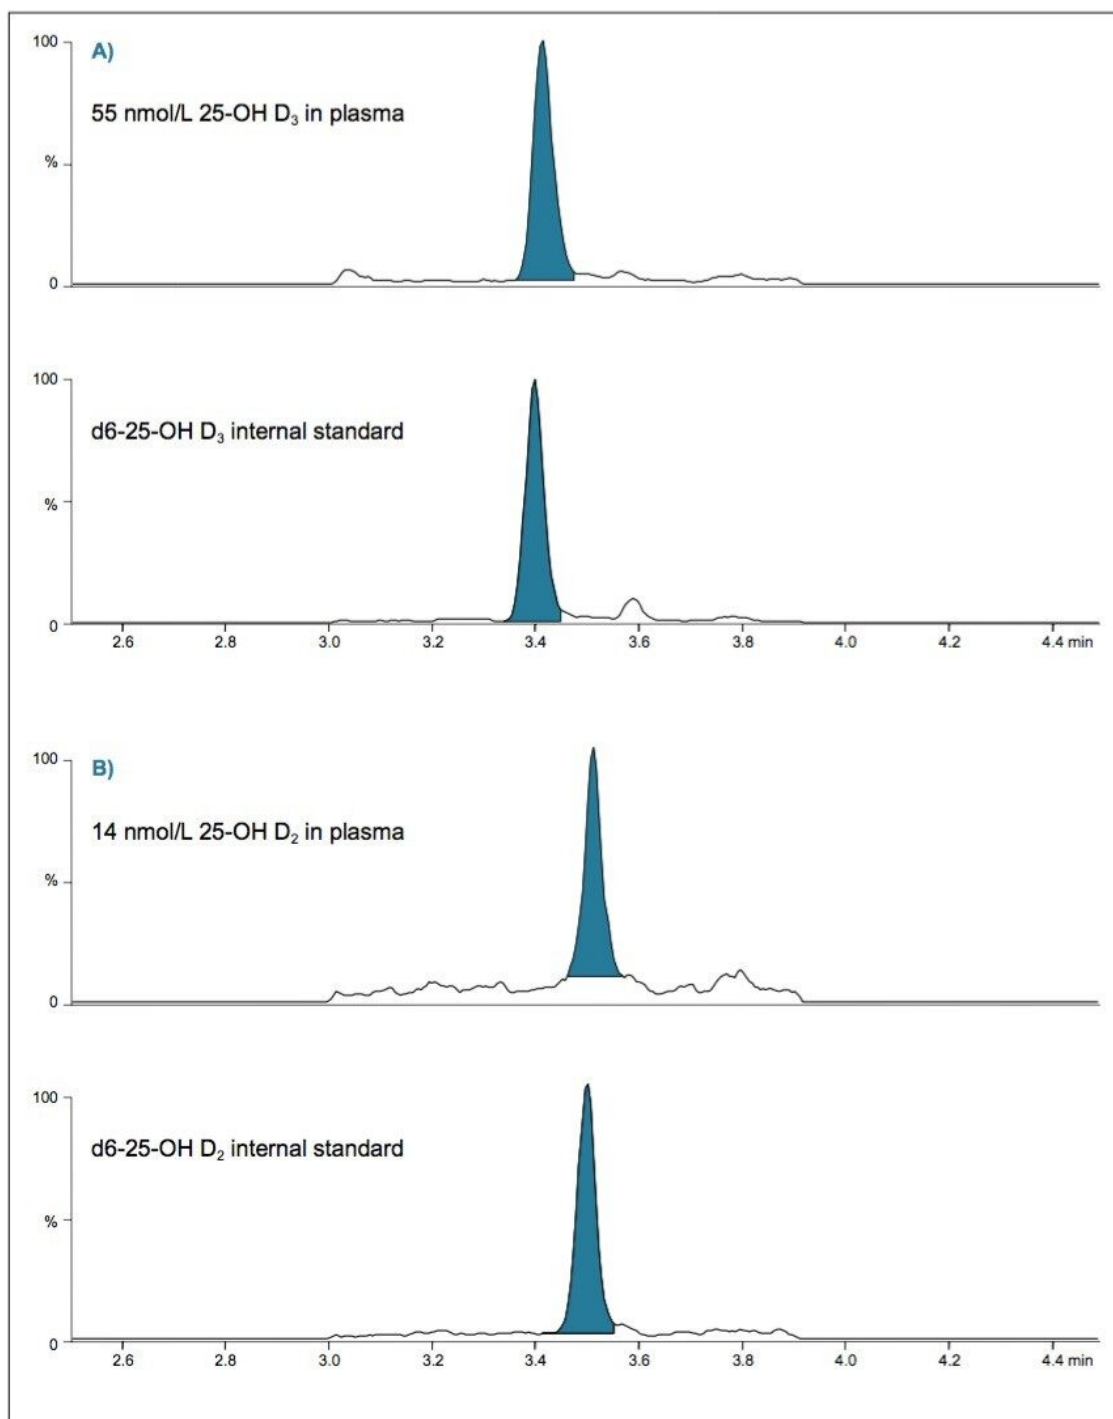 A)
100
55 nmol/L 25-OH D₃ in plasma
%
0
100
d6-25-OH D₃ internal standard
%
0
2.6 2.8 3.0 3.2 3.4 3.6 3.8 4.0 4.2 4.4 min
100
B)
14 nmol/L 25-OH D₂ in plasma
%
0
100
d6-25-OH D₂ internal standard
%
0
2.6 2.8 3.0 3.2 3.4 3.6 3.8 4.0 4.2 4.4 min